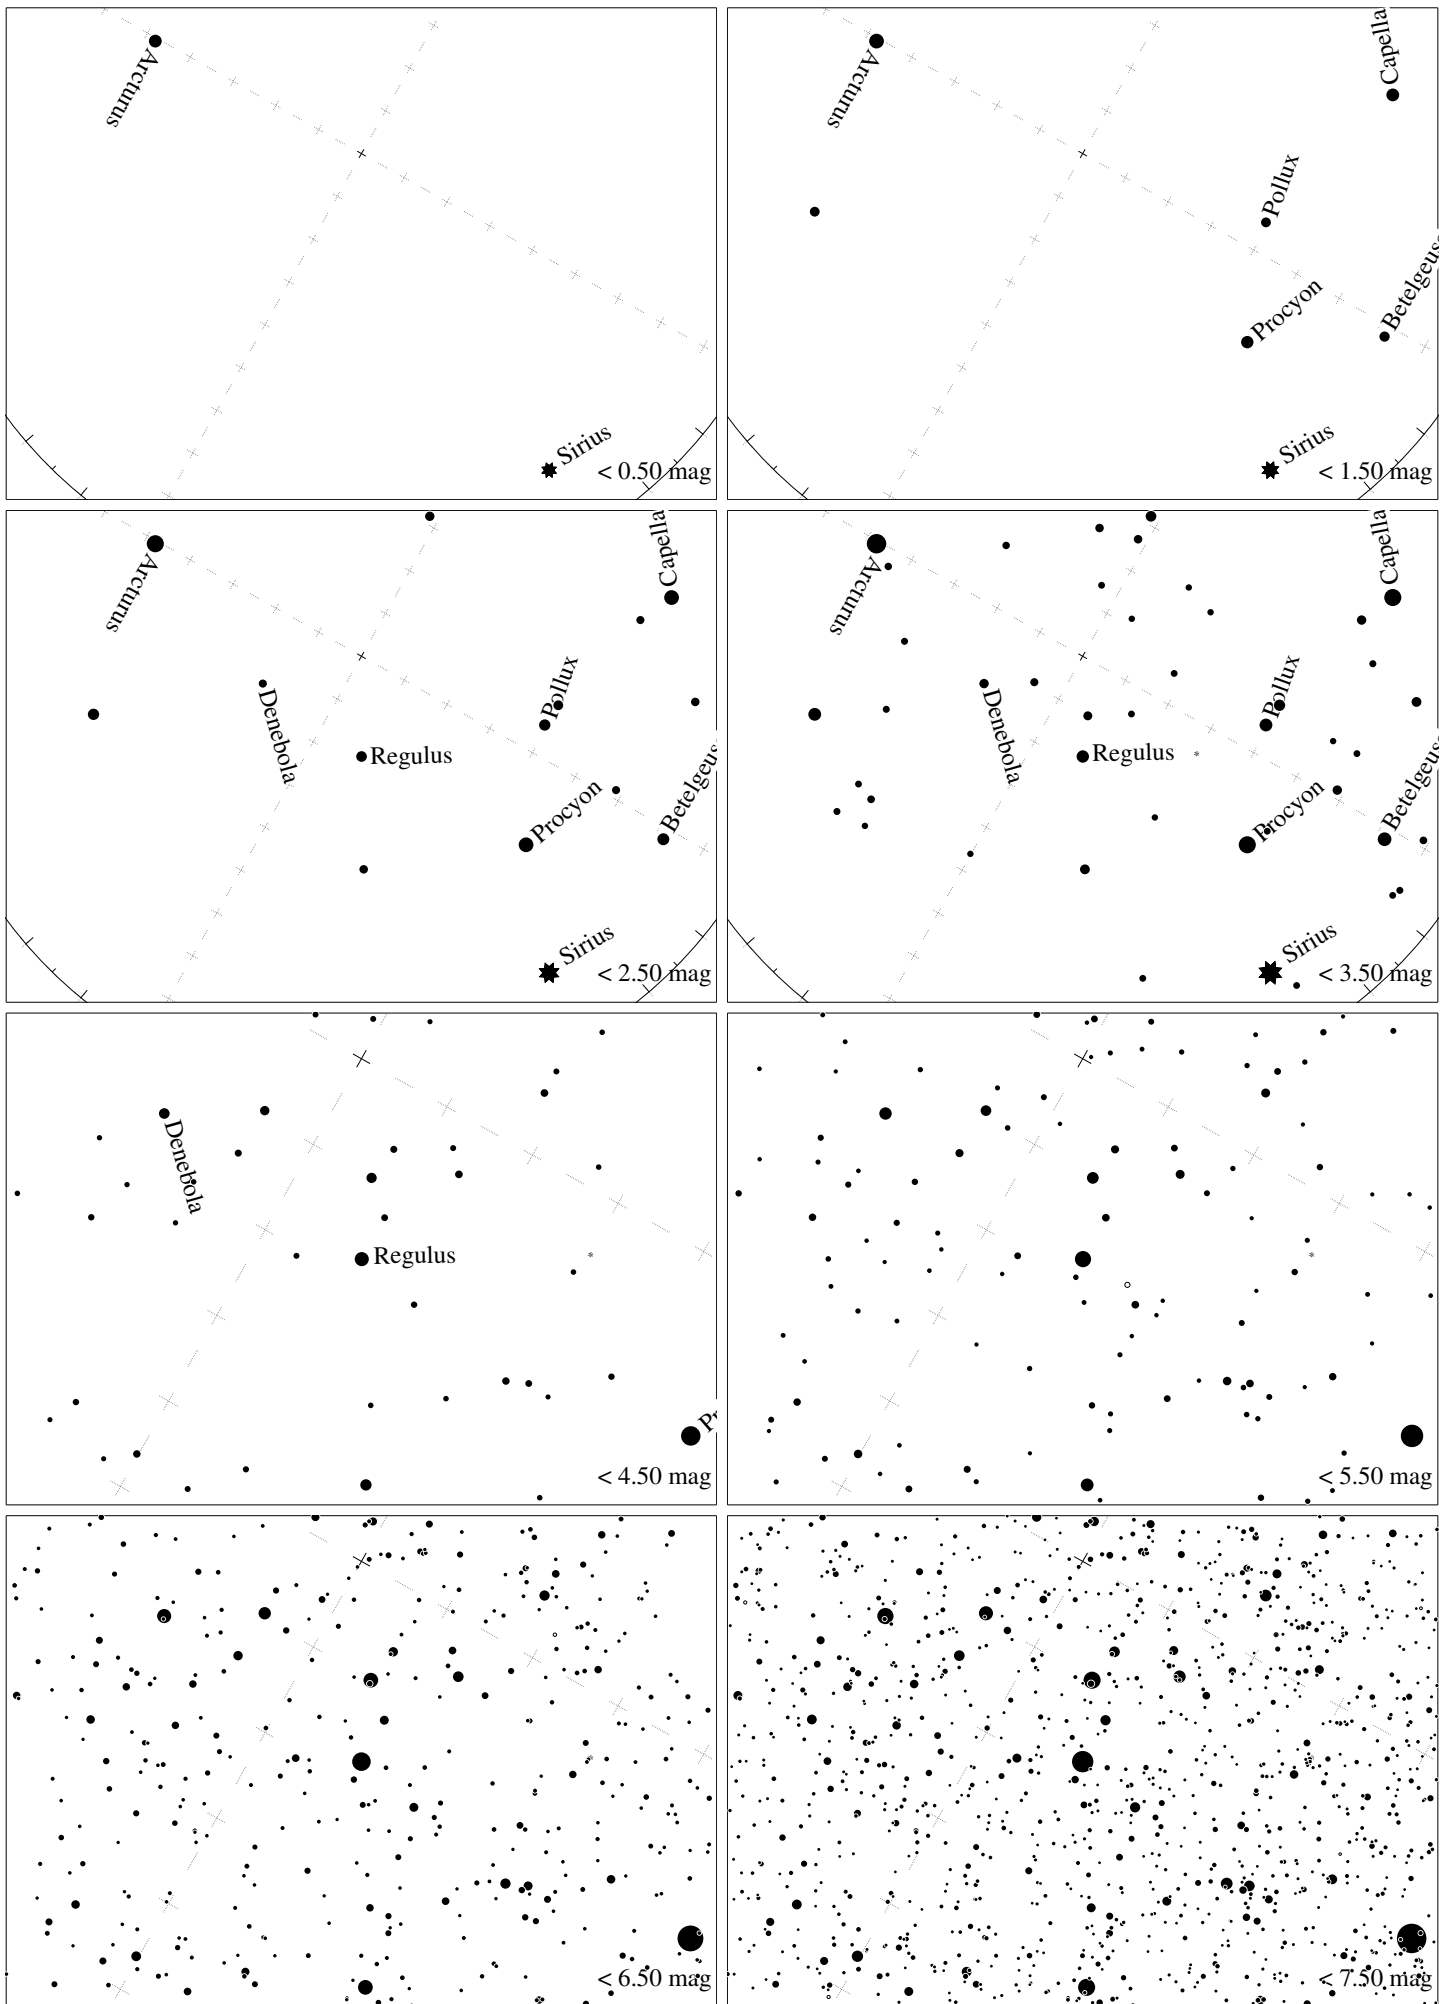 Arcturus
Sirius
< 0.50 mag
Capella
Arcturus
Pollux
Betelgeuse
Procyon
Sirius
< 1.50 mag
Capella
Arcturus
Pollux
Denebola
Regulus
Betelgeus
Procyon
Sirius
< 2.50 mag
Capella
Arcturus
Pollux
Denebola
Regulus
Betelgeuse
Procyon
Sirius
< 3.50 mag
Denebola
Regulus
Pr
< 4.50 mag
< 5.50 mag
< 6.50 mag
< 7.50 mag